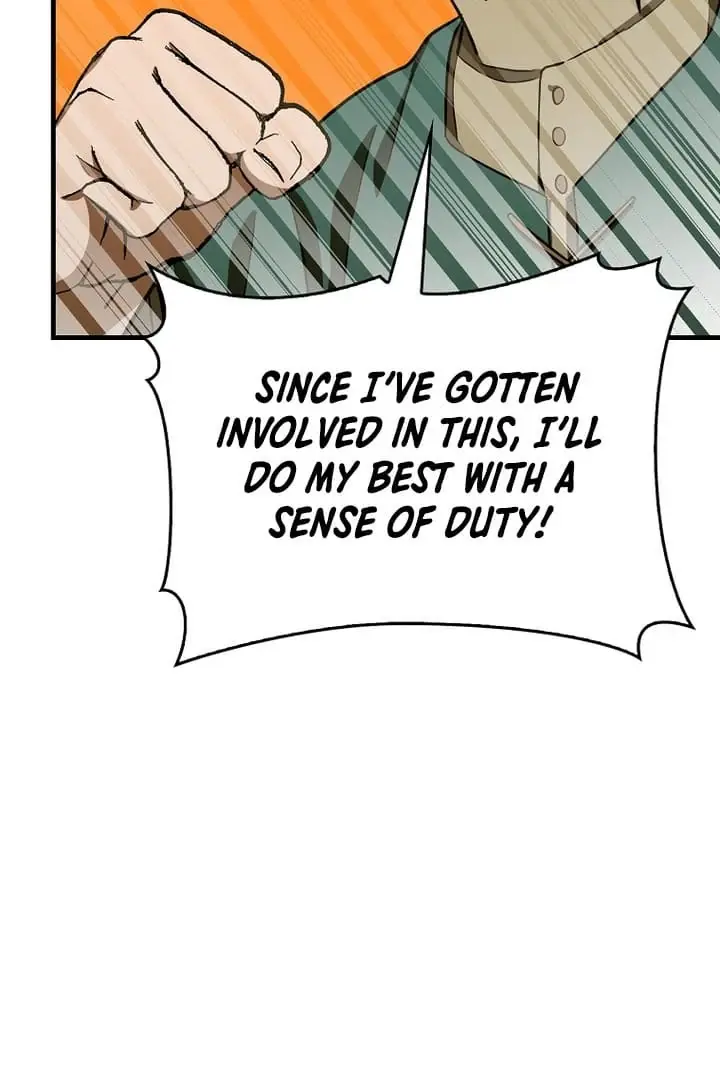 SINCE I'VE GOTTEN
INVOLVED IN THIS, I'LL
DO MY BEST WITH A
SENSE OF DUTY!